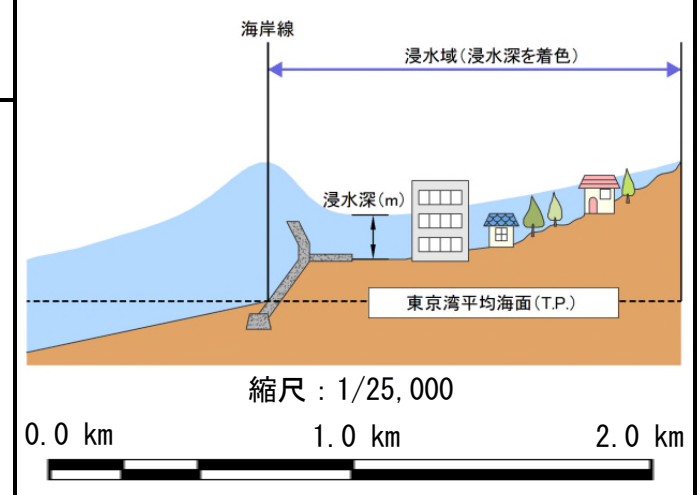 海岸線
浸水域(浸水深を着色)
浸水深(m)
東京湾平均海面(T.P.)
縮尺:1/25,000
0.0 km 1.0 km 2.0 km